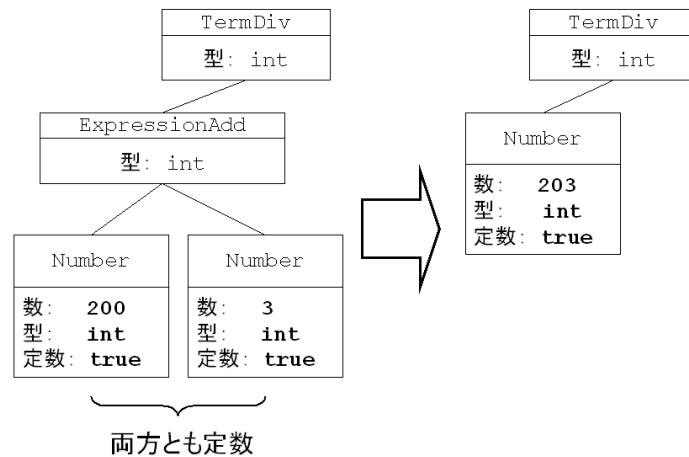 TermDiv
型: int
ExpressionAdd
型: int
Number
数: 200
型: int
定数: true
Number
数: 3
型: int
定数: true
両方とも定数
TermDiv
型: int
Number
数: 203
型: int
定数: true